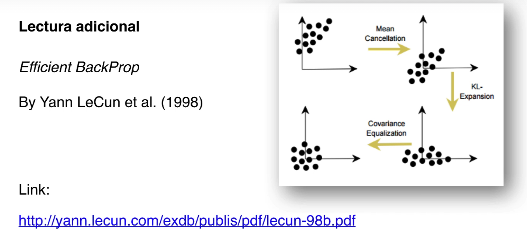 Lectura adicional
Efficient BackProp
By Yann LeCun et al. (1998)
Link:
http://yann.lecun.com/exdb/publis/pdf/lecun-98b.pdf
Mean
Cancellation
KL-
Expansion
Covariance
Equalization